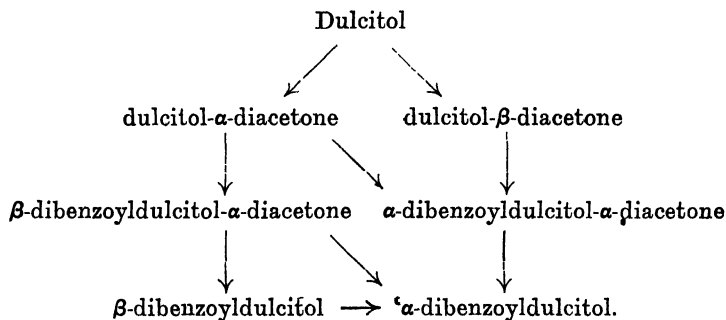 Dulcitol
dulcitol-α-diacetone dulcitol-β-diacetone
β-dibenzoyldulcitol-α-diacetone α-dibenzoyldulcitol-α-diacetone
β-dibenzoyldulcitol α-dibenzoyldulcitol.